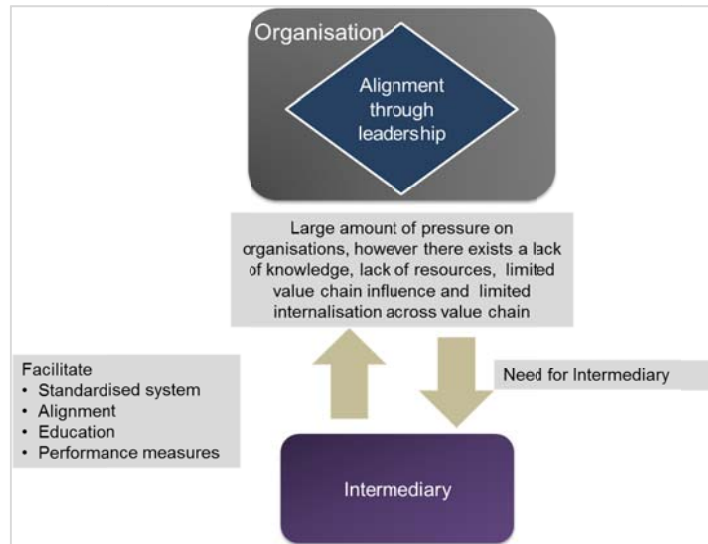 Organisation
Alignment
through
leadership
Large amount of pressure on
organisations, however there exists a lack
of knowledge, lack of resources, limited
value chain influence and limited
internalisation across value chain
Facilitate
• Standardised system
• Alignment
• Education
• Performance measures
Need for Intermediary
Intermediary